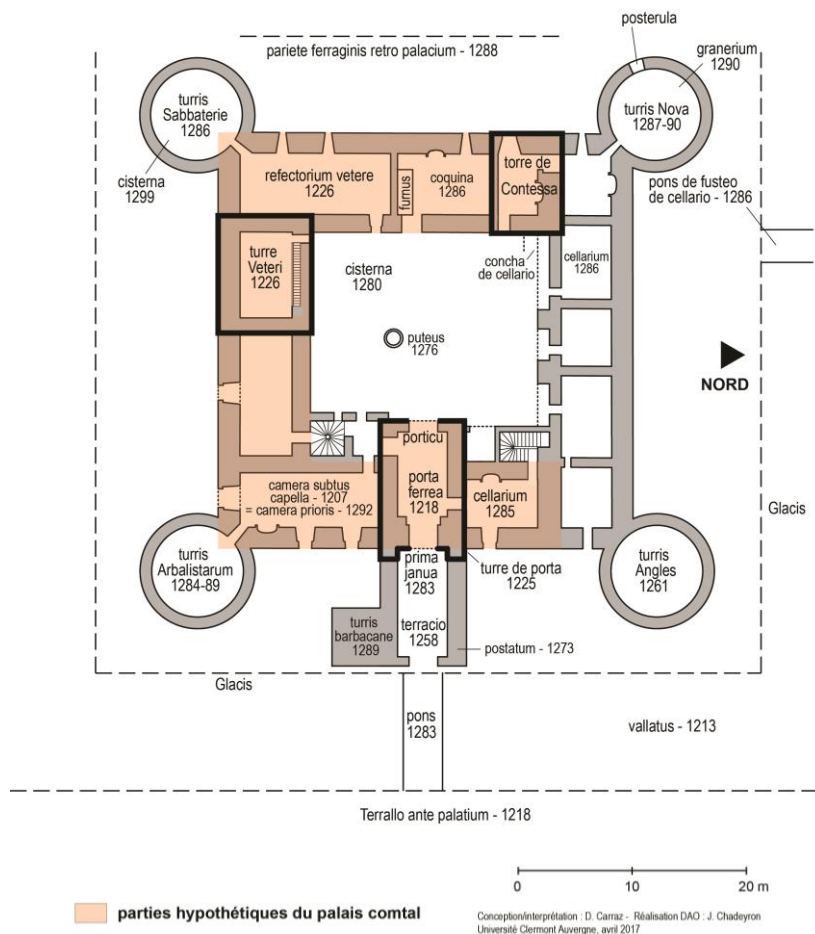 pariete ferraginis retro palacium - 1288
posterula
granerium
1290
turris
Sabbaterie
1286
turris Nova
1287-90
cisterna
1299
refectorium vetere
1226
fumus
coquina
1286
torre de
Contessa
pons de fusteo
de cellario - 1286
turre
Veteri
1226
cisterna
1280
concha
de cellario
cellarium
1286
puteus
1276
NORD
porticu
porta
ferrea
1218
camera subtus
capella - 1207
= camera prioris - 1292
cellarium
1285
Glacis
turris
Arbalistarum
1284-89
prima
janua
1283
turre de porta
1225
turris
Angles
1261
turris
barbacane
1289
terracio
1258
postatum - 1273
Glacis
pons
1283
vallatus - 1213
Terrallo ante palatium - 1218
0 10 20 m
parties hypothétiques du palais comtal
Conception/interprétation : D. Carraz - Réalisation DAO : J. Chadeyron
Université Clermont Auvergne, avril 2017